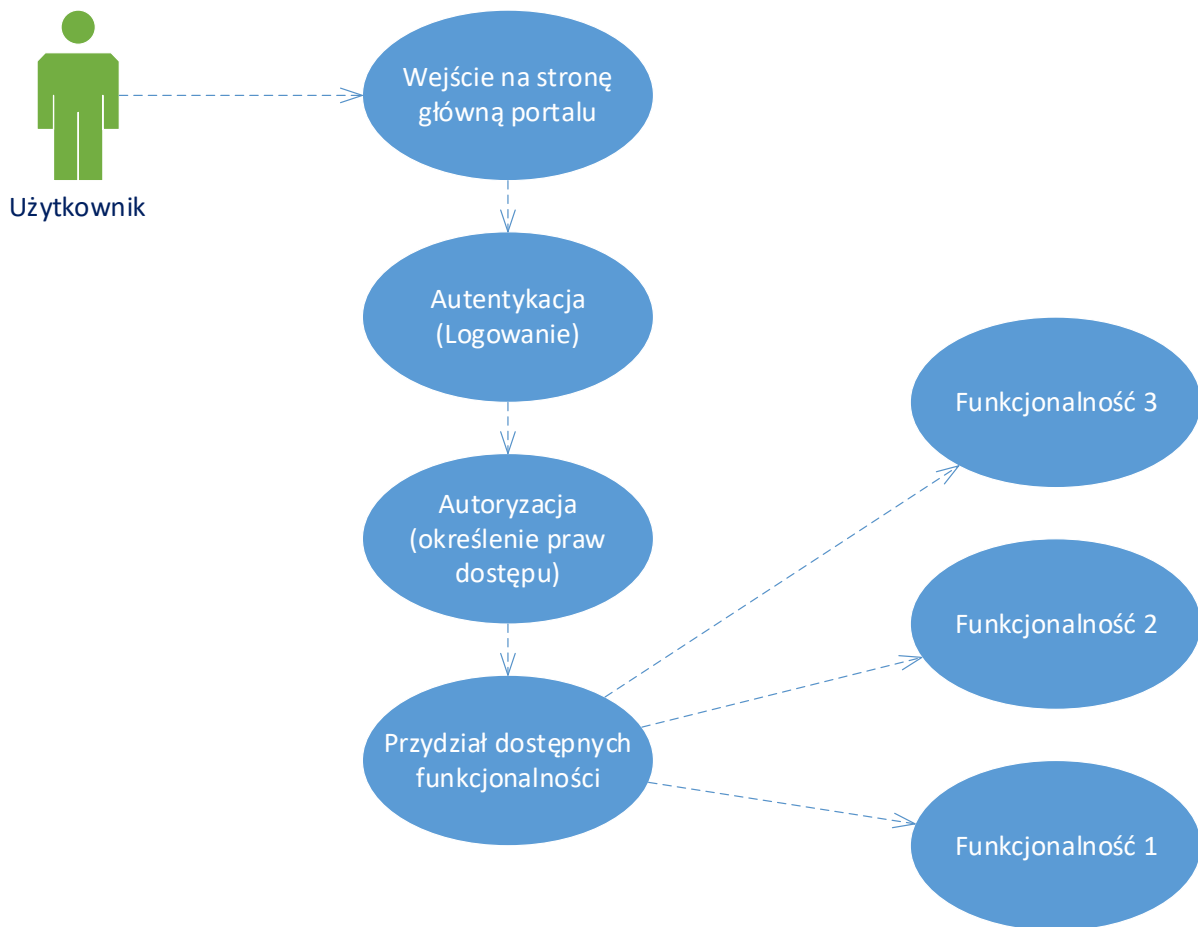 Wejście na stronę
główną portalu
Użytkownik
Autentykacja
(Logowanie)
Funkcjonalność 3
Autoryzacja
(określenie praw
dostępu)
Funkcjonalność 2
Przydział dostępnych
funkcjonalności
Funkcjonalność 1